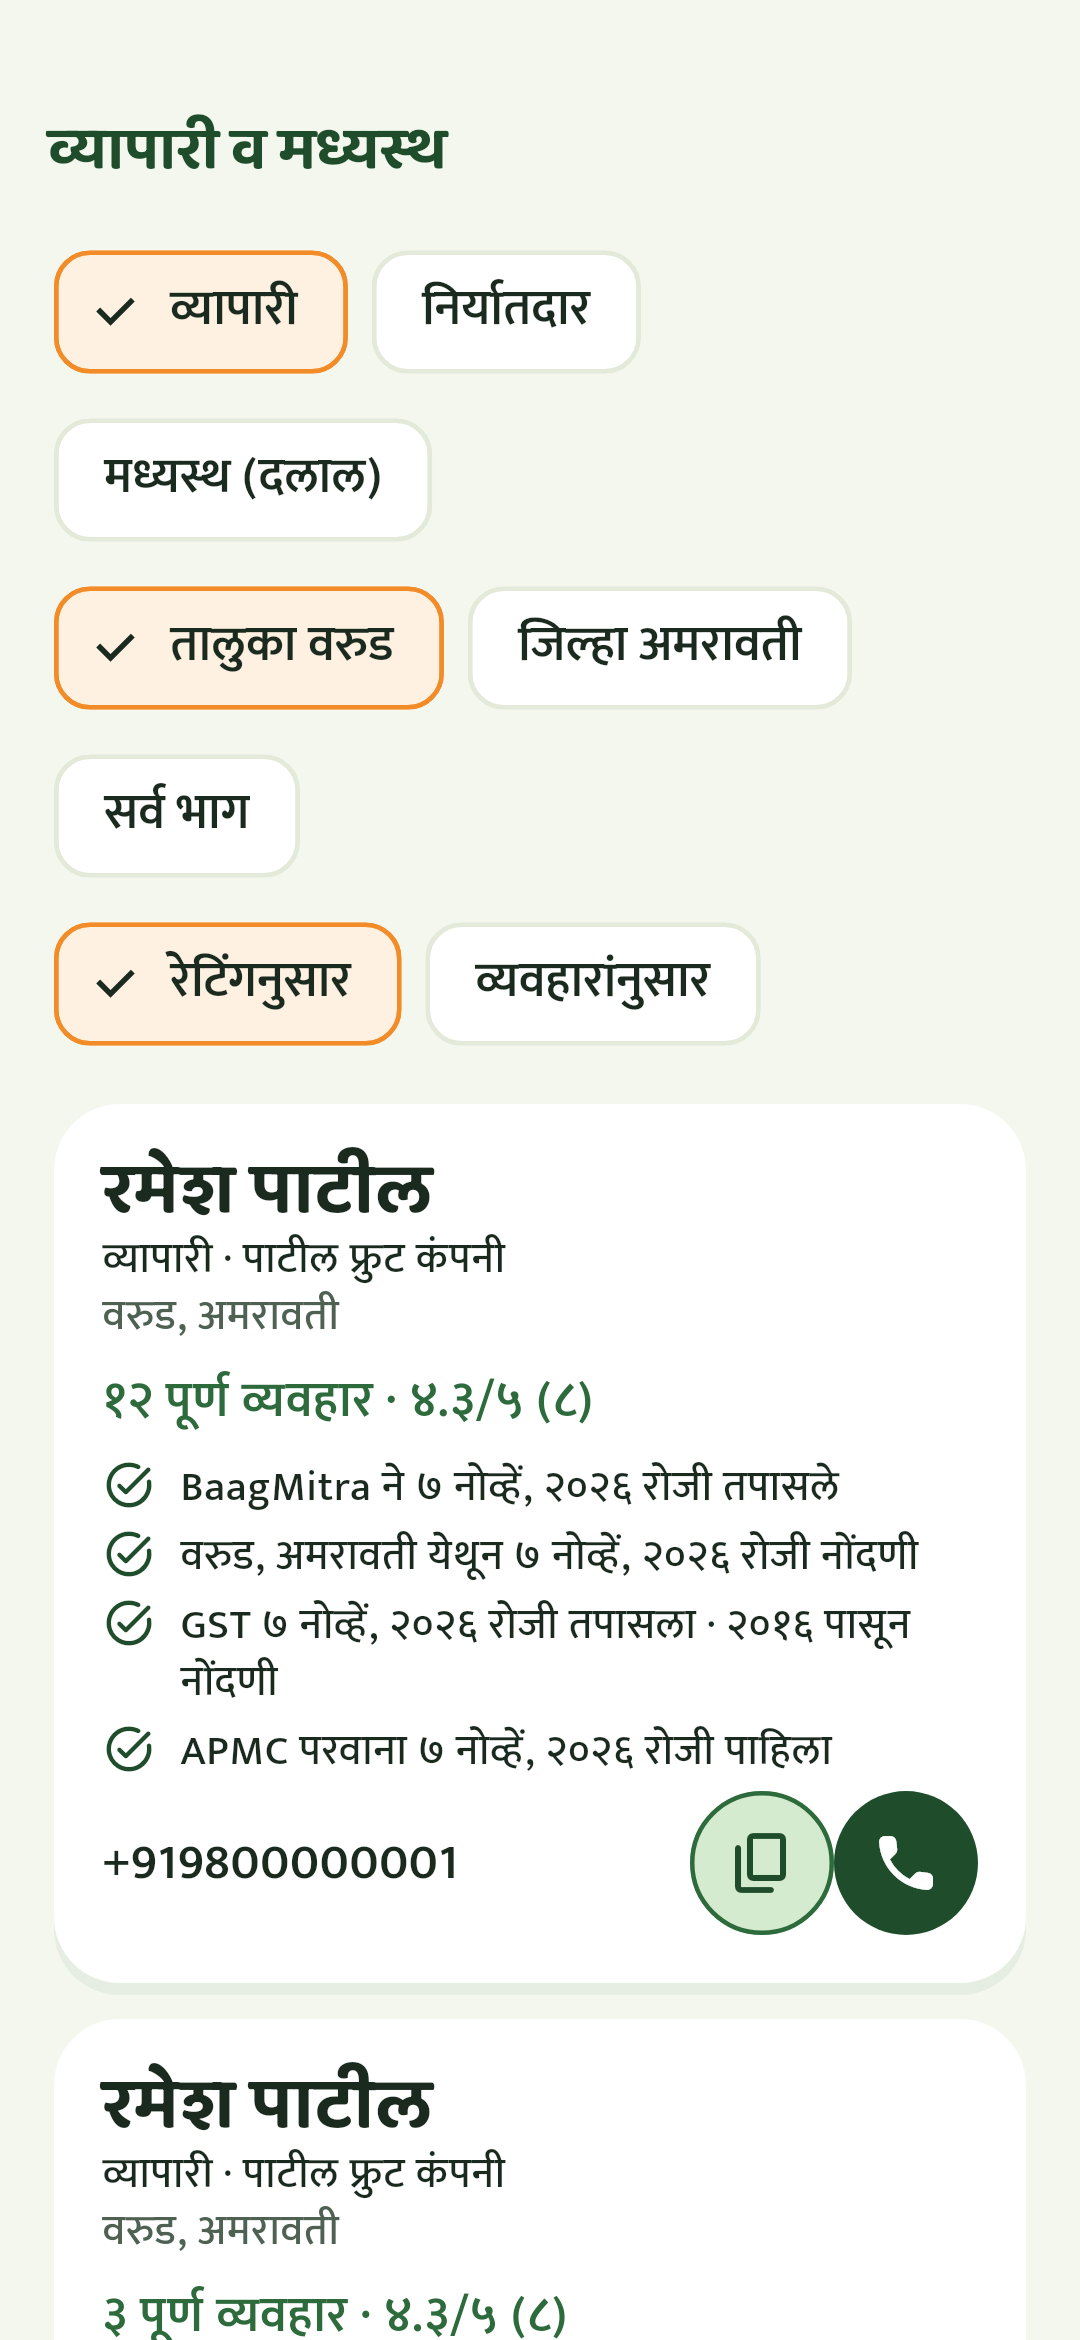 व्यापारी व मध्यस्थ
व्यापारी
निर्यातदार
मध्यस्थ (दलाल)
तालुका वरुड
जिल्हा अमरावती
सर्व भाग
रेटिंगनुसार
व्यवहारांनुसार
रमेश पाटील
व्यापारी · पाटील फ्रुट कंपनी
वरुड, अमरावती
१२ पूर्ण व्यवहार · ४.३/५ (८)
BaagMitra ने ७ नोव्हें, २०२६ रोजी तपासले
वरुड, अमरावती येथून ७ नोव्हें, २०२६ रोजी नोंदणी
GST ७ नोव्हें, २०२६ रोजी तपासला · २०१६ पासून
नोंदणी
APMC परवाना ७ नोव्हें, २०२६ रोजी पाहिला
+919800000001
रमेश पाटील
व्यापारी · पाटील फ्रुट कंपनी
वरुड, अमरावती
३ पूर्ण व्यवहार · ४.३/५ (८)